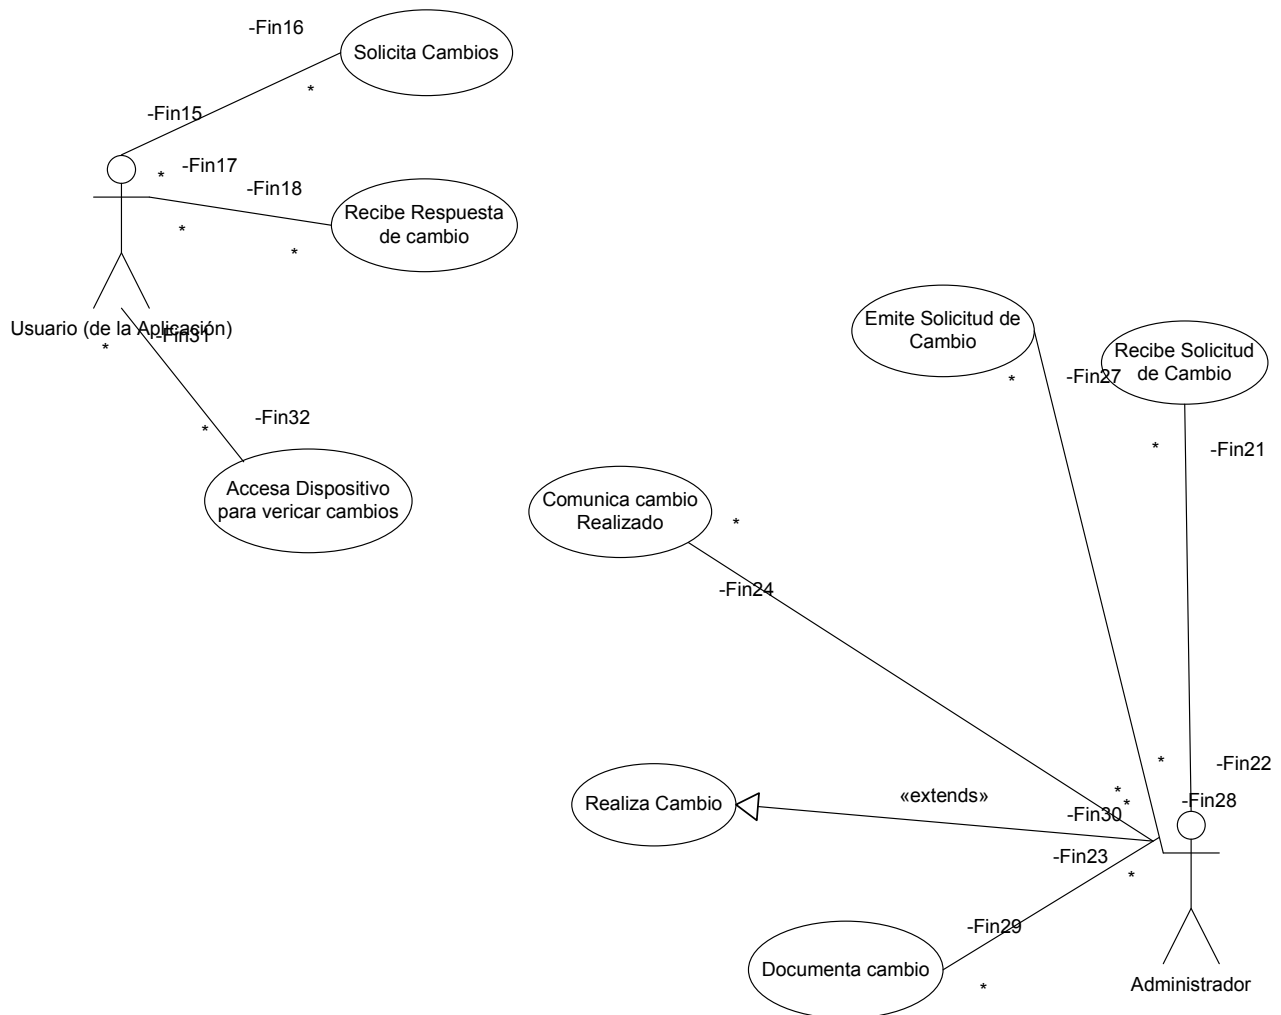 -Fin16
Solicita Cambios
*
-Fin15
-Fin17
*
-Fin18
Recibe Respuesta
de cambio
*
*
Usuario (de la Aplicación)
-Fin31
*
-Fin32
*
Accesa Dispositivo
para vericar cambios
Emite Solicitud de
Cambio
*
-Fin27
Recibe Solicitud
de Cambio
*
-Fin21
Comunica cambio
Realizado
*
-Fin24
*
-Fin22
Realiza Cambio
«extends»
*
*
-Fin28
-Fin30
-Fin23
*
-Fin29
Documenta cambio
*
Administrador